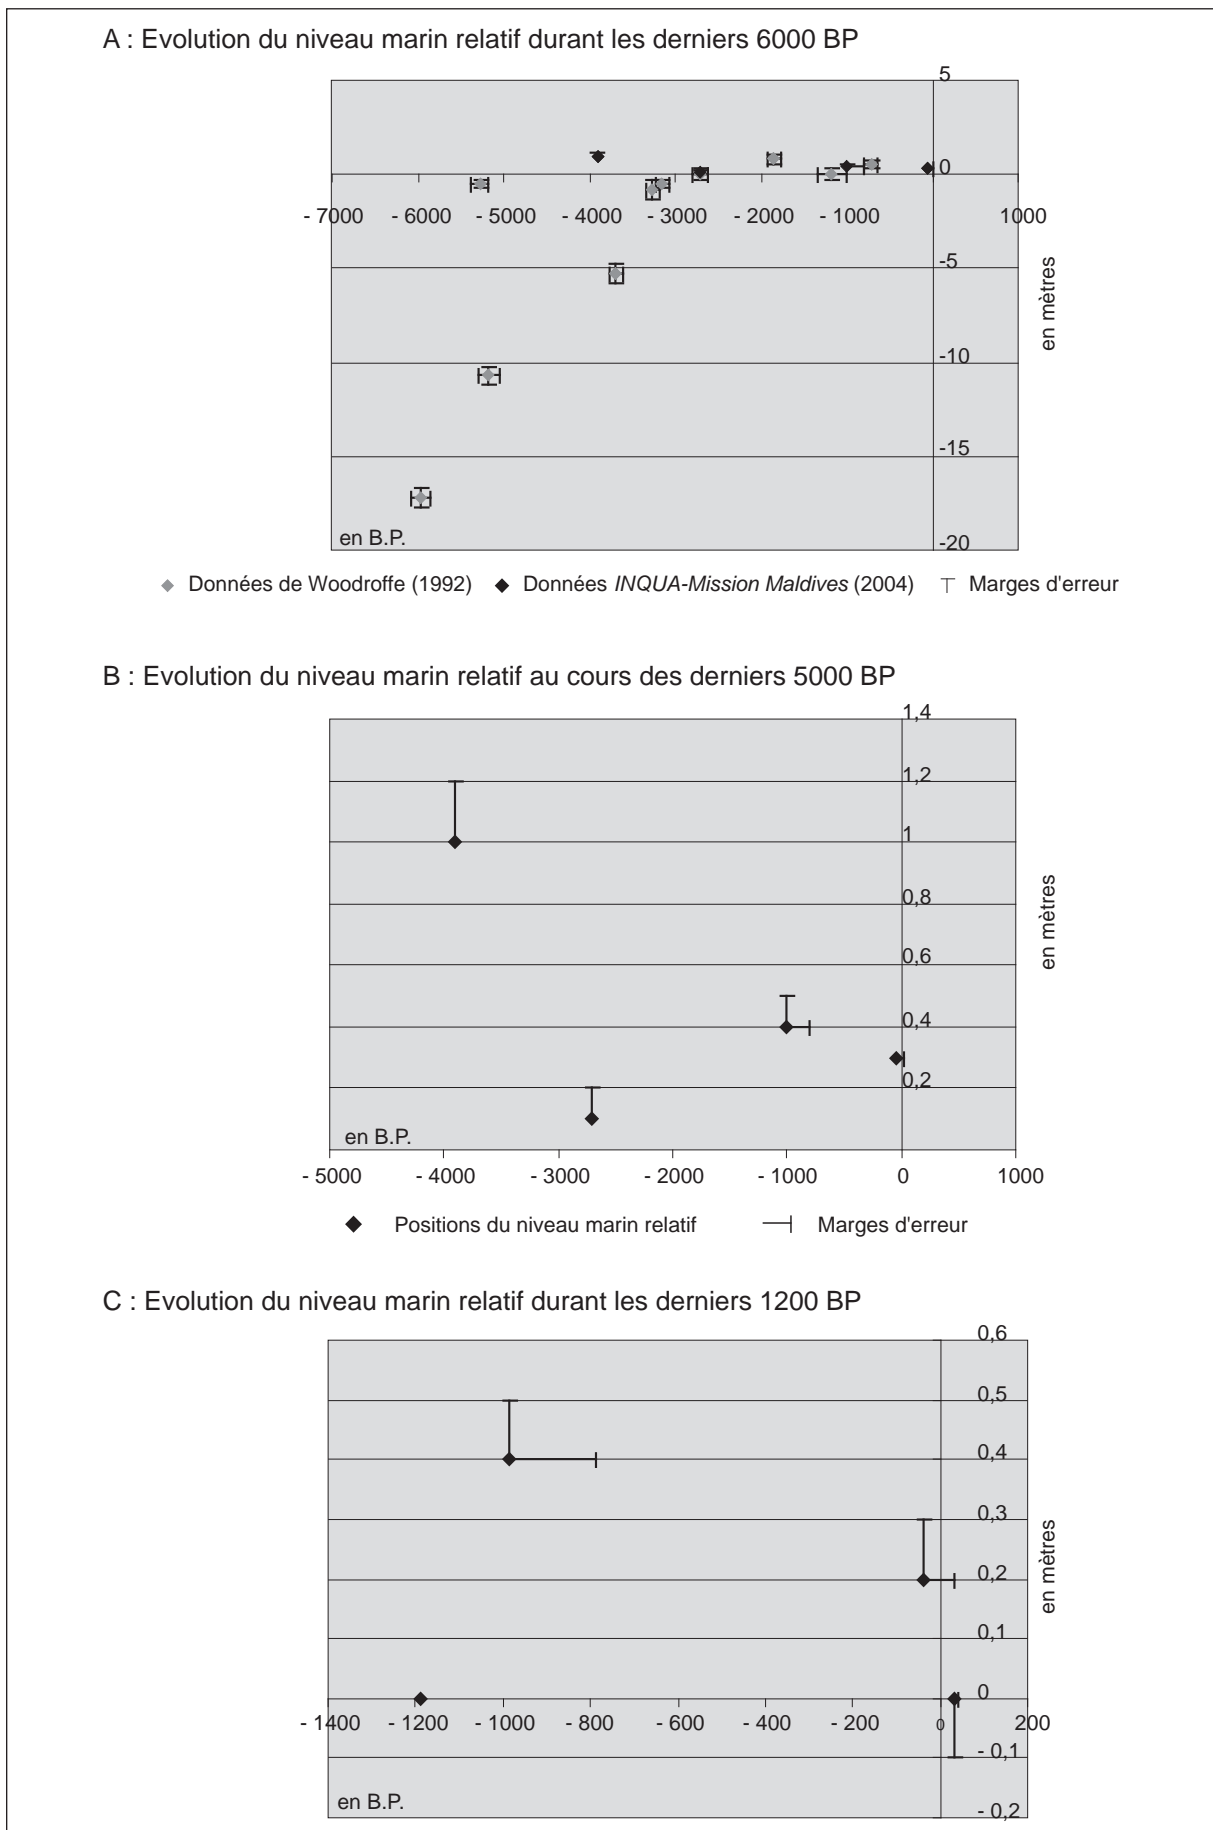 A : Evolution du niveau marin relatif durant les derniers 6000 BP
5
0
- 7000 - 6000 - 5000 - 4000 - 3000 - 2000 - 1000 1000
-5
-10
-15
-20
en mètres
en B.P.
Données de Woodroffe (1992) Données INQUA-Mission Maldives (2004) Marges d'erreur
B : Evolution du niveau marin relatif au cours des derniers 5000 BP
1,4
1,2
1
0,8
0,6
0,4
0,2
en mètres
en B.P.
- 5000 - 4000 - 3000 - 2000 - 1000 0 1000
Positions du niveau marin relatif Marges d'erreur
C : Evolution du niveau marin relatif durant les derniers 1200 BP
0,6
0,5
0,4
0,3
0,2
0,1
0
- 1400 - 1200 - 1000 - 800 - 600 - 400 - 200 0 200
- 0,1
- 0,2
en mètres
en B.P.